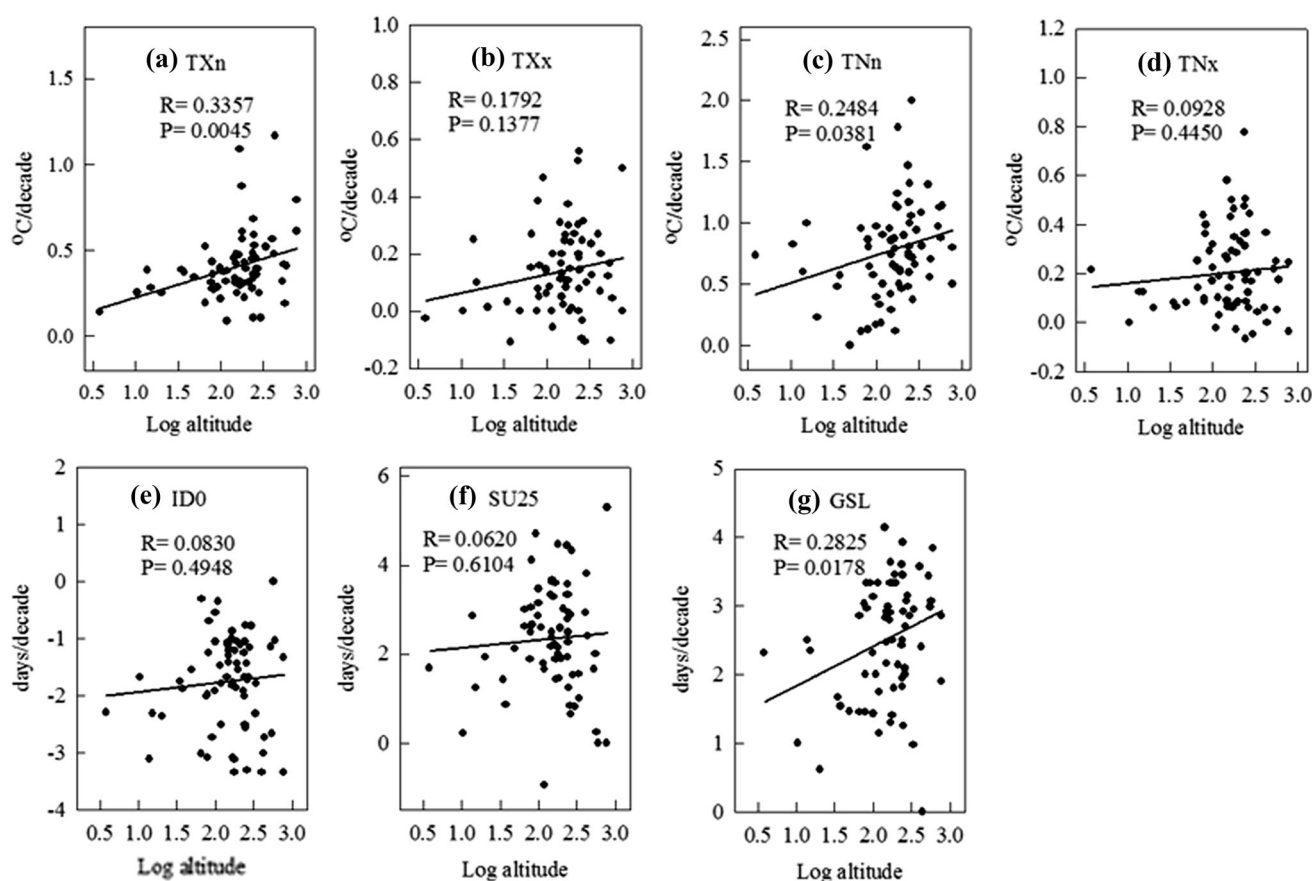 (a) TXn
R= 0.3357
P= 0.0045
1.5
1.0
0.5
0.0
°C/decade
0.5 1.0 1.5 2.0 2.5 3.0
Log altitude
(b) TXx
R= 0.1792
P= 0.1377
1.0
0.8
0.6
0.4
0.2
0.0
-0.2
°C/decade
0.5 1.0 1.5 2.0 2.5 3.0
Log altitude
(c) TNn
R= 0.2484
P= 0.0381
2.5
2.0
1.5
1.0
0.5
0.0
°C/decade
0.5 1.0 1.5 2.0 2.5 3.0
Log altitude
(d) TNx
R= 0.0928
P= 0.4450
1.2
1.0
0.8
0.6
0.4
0.2
0.0
-0.2
°C/decade
0.5 1.0 1.5 2.0 2.5 3.0
Log altitude
(e) ID0
R= 0.0830
P= 0.4948
2
1
0
-1
-2
-3
-4
days/decade
0.5 1.0 1.5 2.0 2.5 3.0
Log altitude
(f) SU25
R= 0.0620
P= 0.6104
6
4
2
0
days/decade
0.5 1.0 1.5 2.0 2.5 3.0
Log altitude
(g) GSL
R= 0.2825
P= 0.0178
5
4
3
2
1
0
days/decade
0.5 1.0 1.5 2.0 2.5 3.0
Log altitude